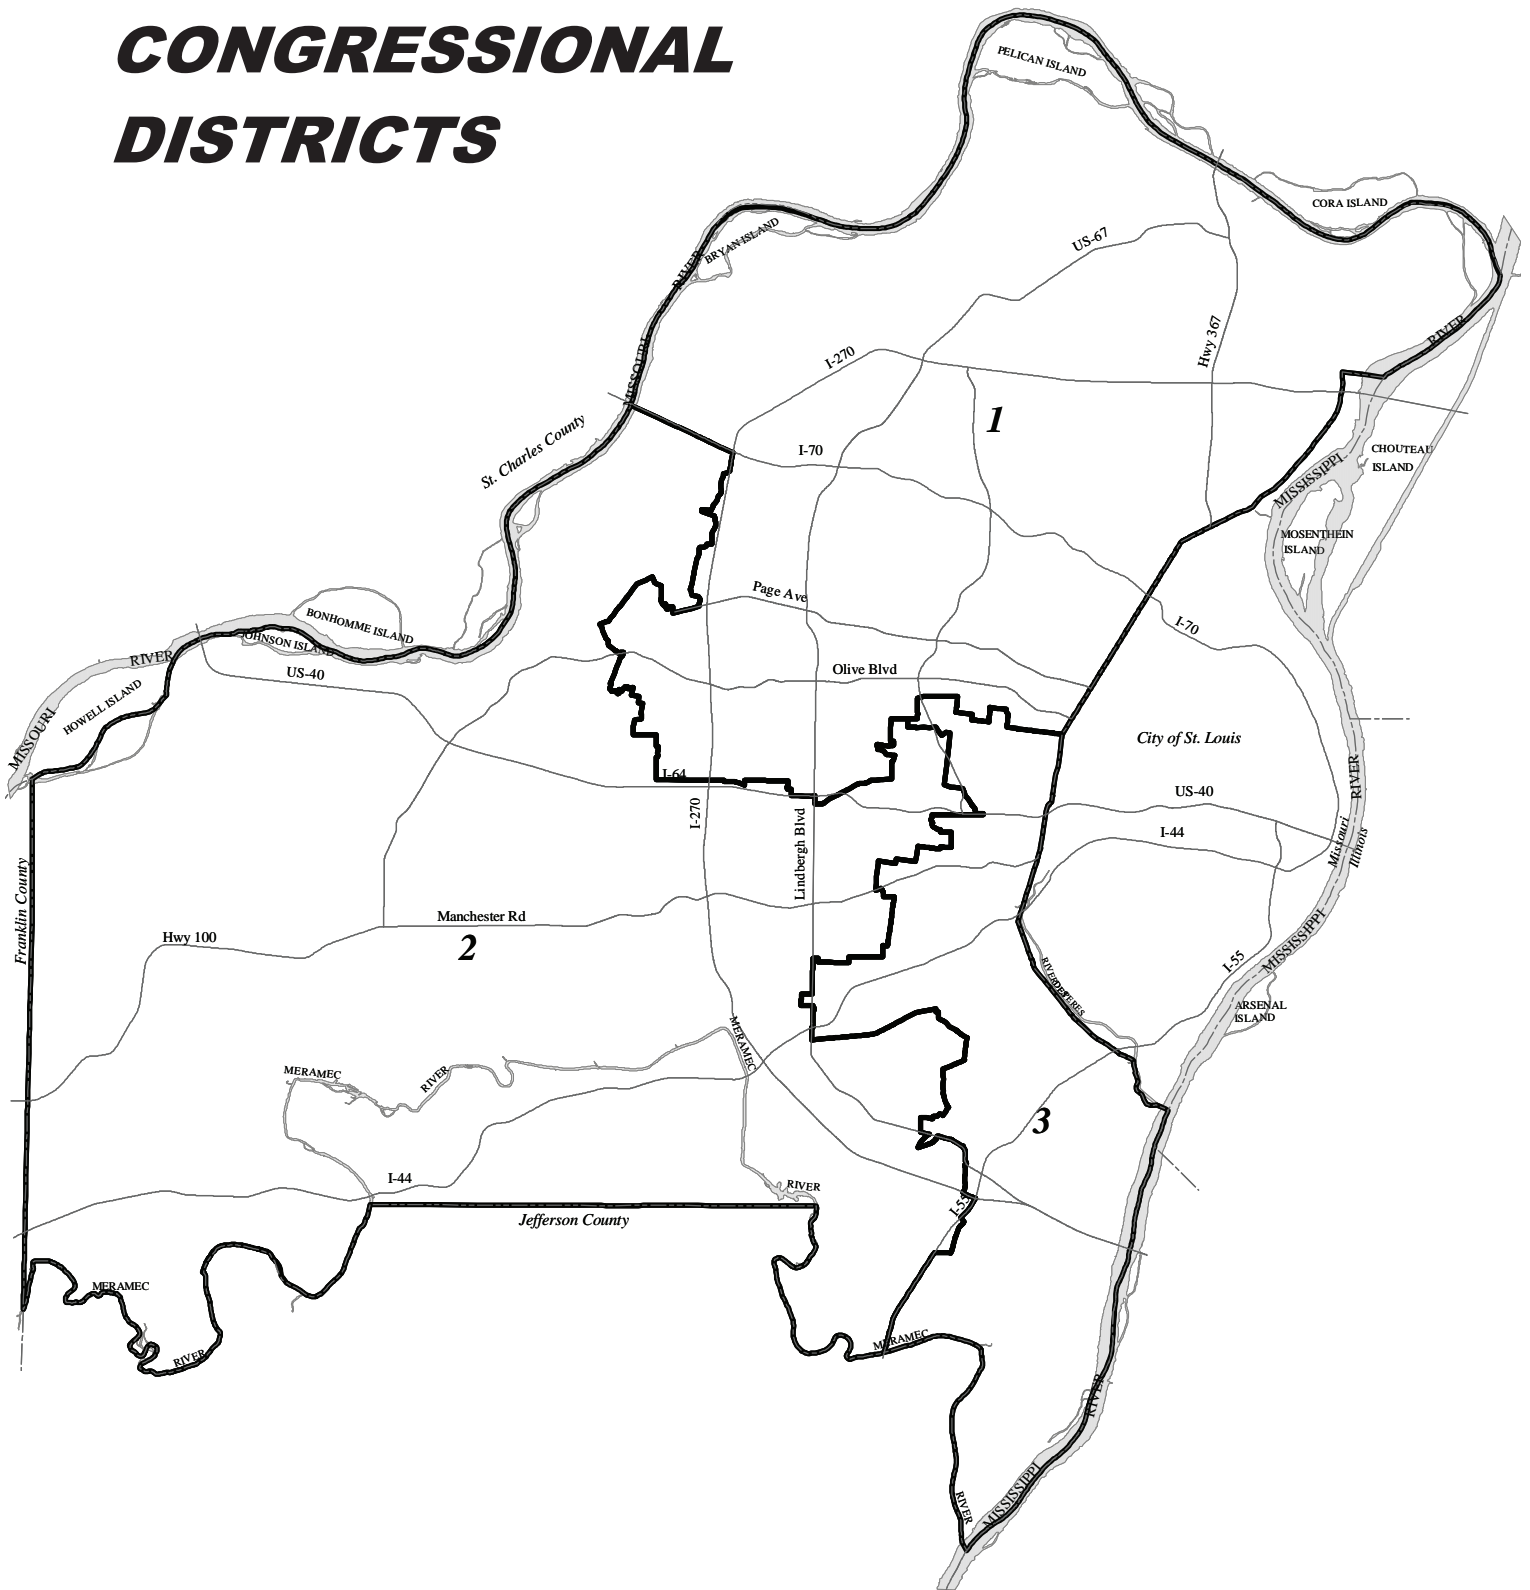 CONGRESSIONAL
DISTRICTS
PELICAN ISLAND
CORA ISLAND
BRYAN ISLAND
US-67
RIVER
Hwy 367
RIVER
MISSOURI
I-270
1
St. Charles County
I-70
CHOUTEAU
ISLAND
MISSISSIPPI
MOSENTHEIN
ISLAND
Page Ave
BONHOMME ISLAND
JOHNSON ISLAND
I-70
RIVER
US-40
Olive Blvd
HOWELL ISLAND
MISSOURI
City of St. Louis
I-64
RIVER
US-40
I-270
Lindbergh Blvd
I-44
Missouri
Illinois
Franklin County
Manchester Rd
Hwy 100
2
MISSISSIPPI
I-55
RIVER DES PERES
ARSENAL
ISLAND
MERAMEC
MERAMEC
RIVER
3
I-44
RIVER
I-55
Jefferson County
MERAMEC
MERAMEC
RIVER
RIVER
MISSISSIPPI
RIVER